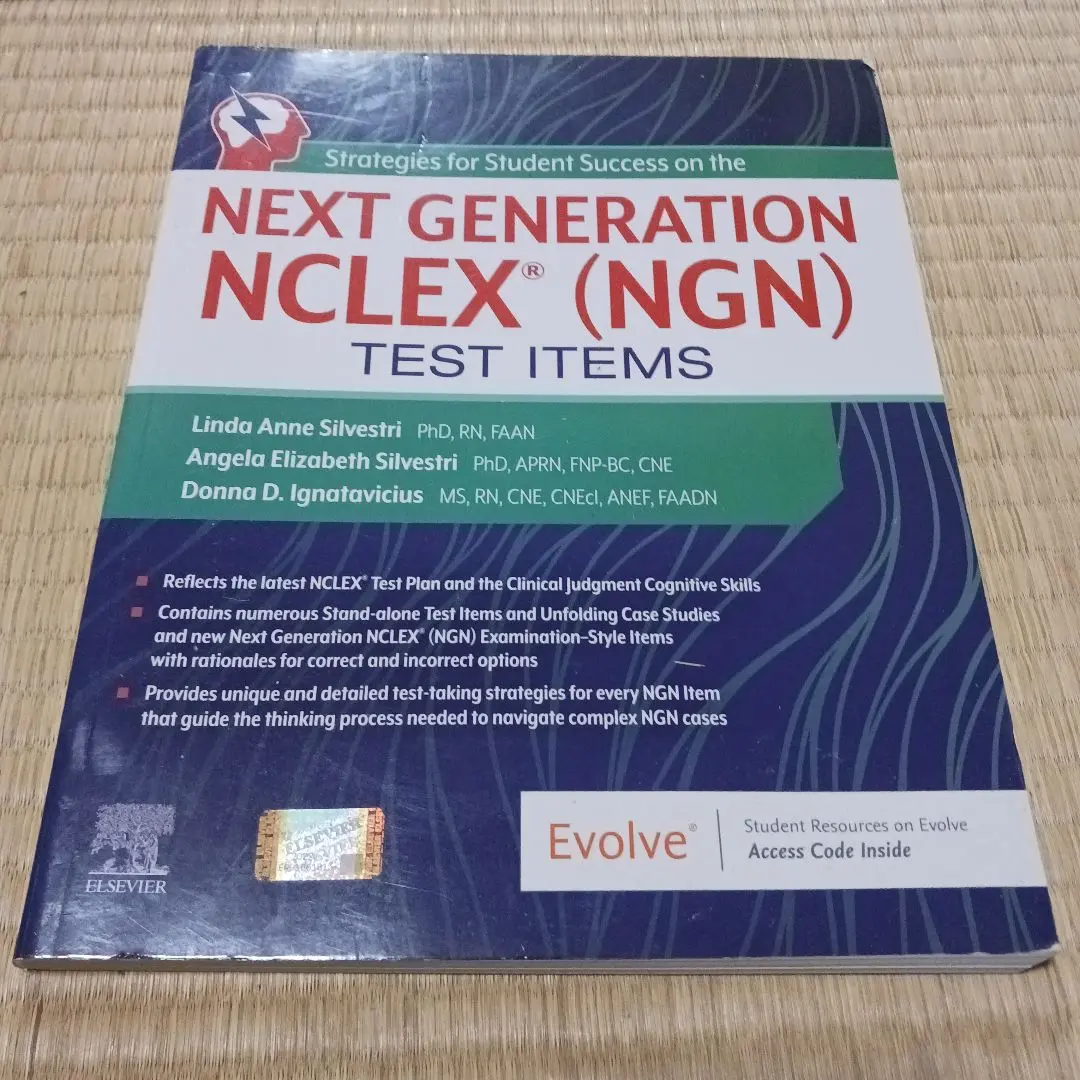 Strategies for Student Success on the
NEXT GENERATION
NCLEX® (NGN)
TEST ITEMS
Linda Anne Silvestri PhD, RN, FAAN
Angela Elizabeth Silvestri PhD, APRN, FNP-BC, CNE
Donna D. Ignatavicius MS, RN, CNE, CNEcl, ANEF, FAADN
Reflects the latest NCLEX® Test Plan and the Clinical Judgment Cognitive Skills
Contains numerous Stand-alone Test Items and Unfolding Case Studies
and new Next Generation NCLEX® (NGN) Examination-Style Items
with rationales for correct and incorrect options
Provides unique and detailed test-taking strategies for every NGN Item
that guide the thinking process needed to navigate complex NGN cases
ELSEVIER
ELSEVIER
Evolve®
Student Resources on Evolve
Access Code Inside